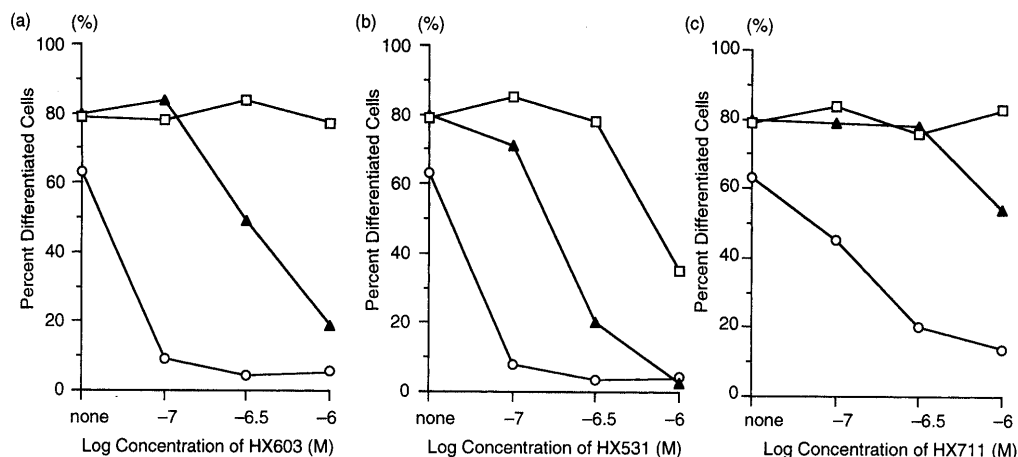 (a) (%)
100
80
60
40
20
0
Percent Differentiated Cells
none –7 –6.5 –6
Log Concentration of HX603 (M)
(b) (%)
100
80
60
40
20
0
Percent Differentiated Cells
none –7 –6.5 –6
Log Concentration of HX531 (M)
(c) (%)
100
80
60
40
20
0
Percent Differentiated Cells
none –7 –6.5 –6
Log Concentration of HX711 (M)